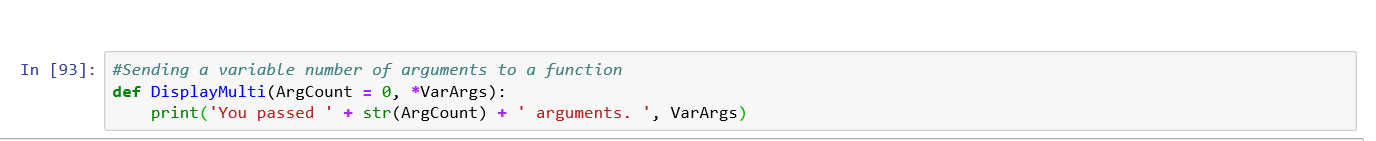 In [93]: #Sending a variable number of arguments to a function
def DisplayMulti(ArgCount = 0, *VarArgs):
    print('You passed ' + str(ArgCount) + ' arguments. ', VarArgs)